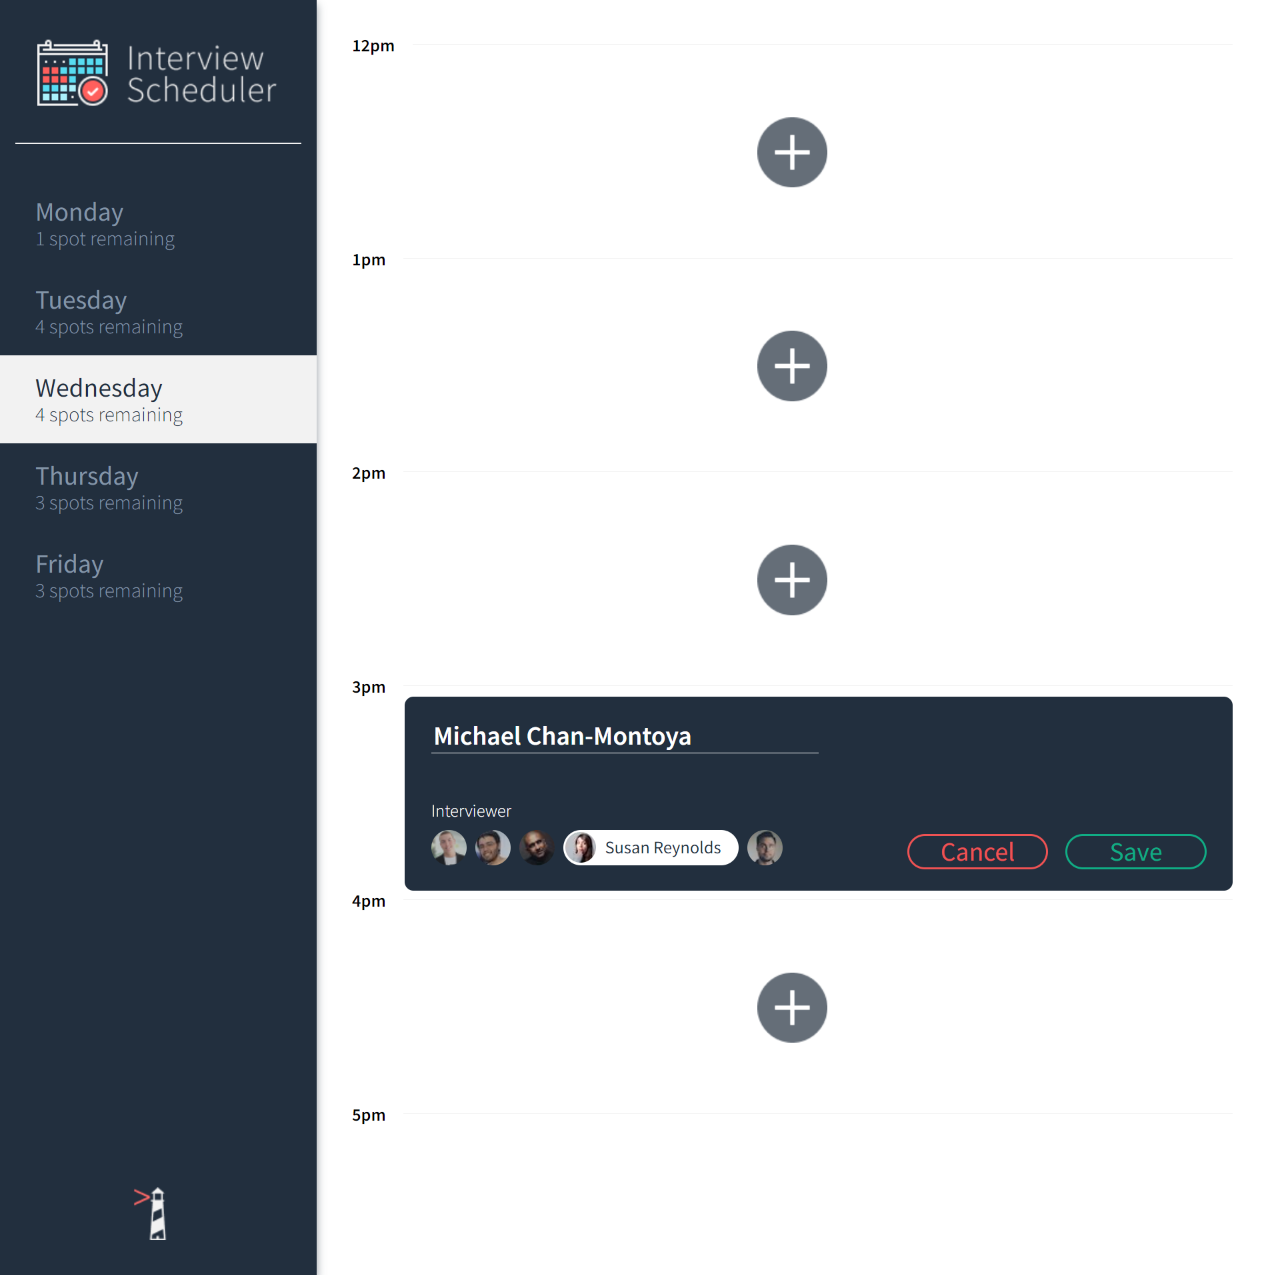 Interview
Scheduler
Monday
1 spot remaining
Tuesday
4 spots remaining
Wednesday
4 spots remaining
Thursday
3 spots remaining
Friday
3 spots remaining
12pm
1pm
2pm
3pm
Michael Chan-Montoya
Interviewer
Susan Reynolds
Cancel
Save
4pm
5pm